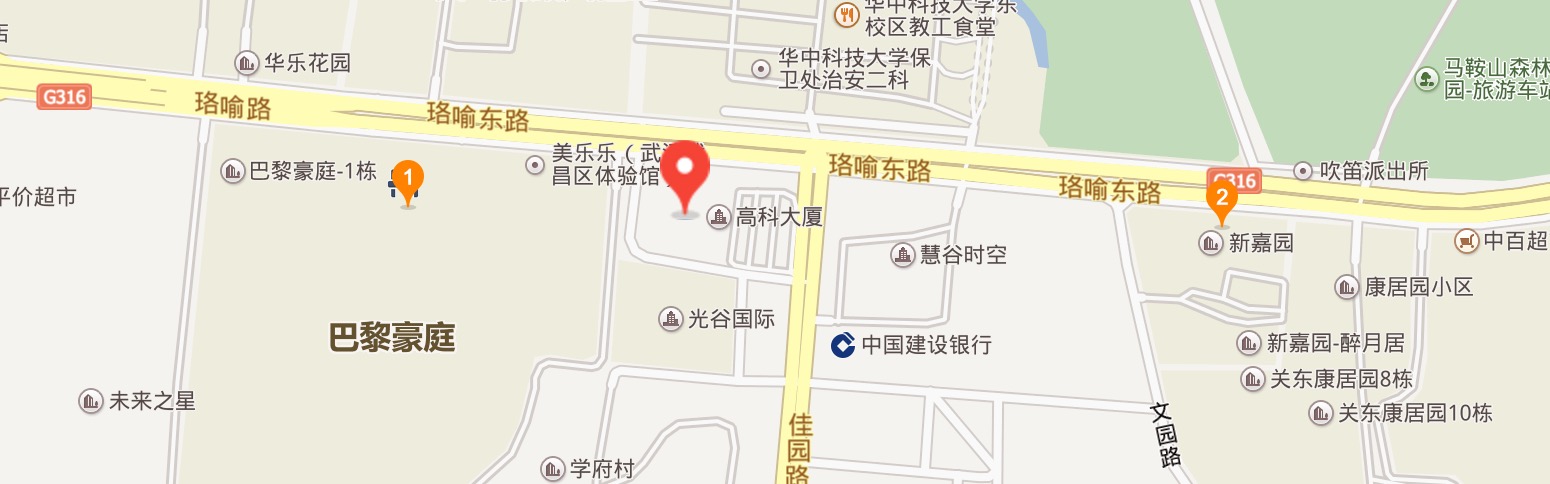 华中科技大学东
校区教工食堂
店
华乐花园
华中科技大学保
卫处治安二科
马鞍山森林
园-旅游车站
G316
珞喻路
珞喻东路
美乐乐（武
昌区体验馆
巴黎豪庭-1栋
1
珞喻东路
珞喻东路
G316
2
吹笛派出所
平价超市
高科大厦
慧谷时空
新嘉园
中百超
康居园小区
光谷国际
巴黎豪庭
中国建设银行
新嘉园-醉月居
关东康居园8栋
未来之星
关东康居园10栋
佳园路
文园路
学府村